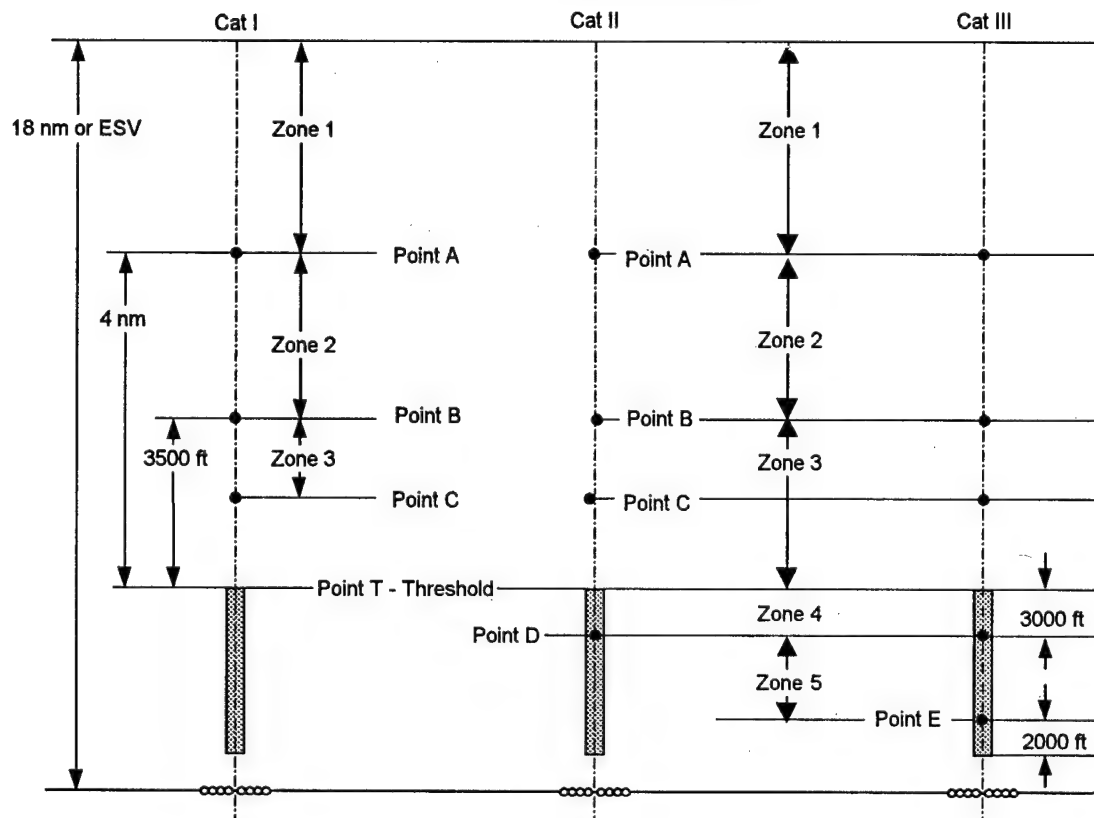 Cat I
Cat II
Cat III
18 nm or ESV
Zone 1
Zone 1
Point A
Point A
4 nm
Zone 2
Zone 2
Point B
Point B
3500 ft
Zone 3
Zone 3
Point C
Point C
Point T - Threshold
Zone 4
3000 ft
Point D
Zone 5
Point E
2000 ft